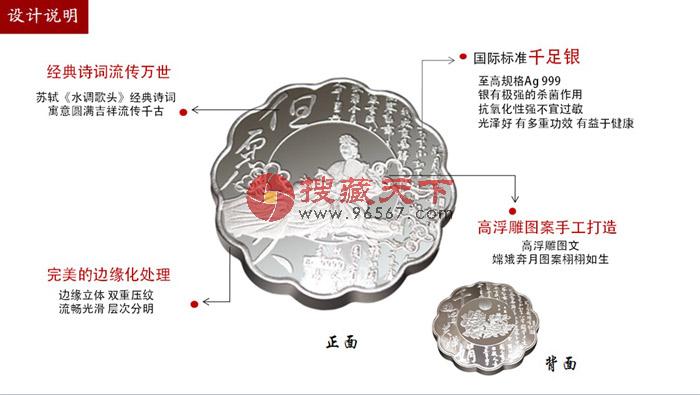 设计说明
经典诗词流传万世
苏轼《水调歌头》经典诗词
寓意圆满吉祥流传千古
国际标准千足银
至高规格Ag 999
银有极强的杀菌作用
抗氧化性强不宜过敏
光泽好 有多重功效 有益于健康
但愿人
搜藏天下
www.96567.com
高浮雕图案手工打造
高浮雕图文
嫦娥奔月图案栩栩如生
完美的边缘化处理
边缘立体 双重压纹
流畅光滑 层次分明
正面
背面